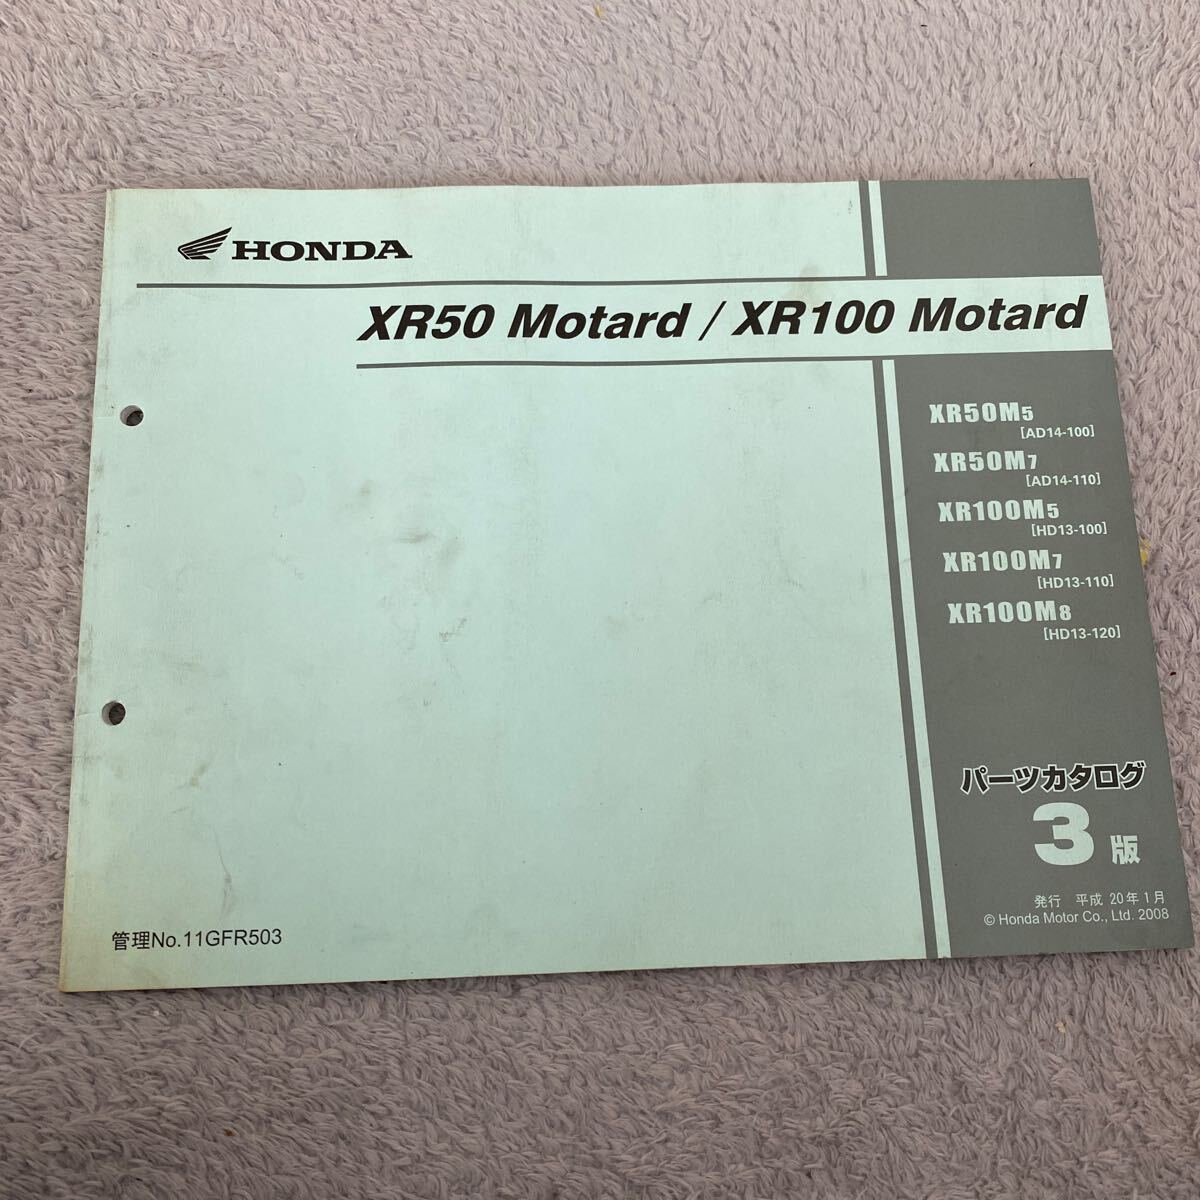 HONDA
XR50 Motard / XR100 Motard
XR50M5
[AD14-100]
XR50M7
[AD14-110]
XR100M5
[HD13-100]
XR100M7
[HD13-110]
XR100M8
[HD13-120]
パーツカタログ
3版
発行 平成 20年1月
© Honda Motor Co., Ltd. 2008
管理No.11GFR503